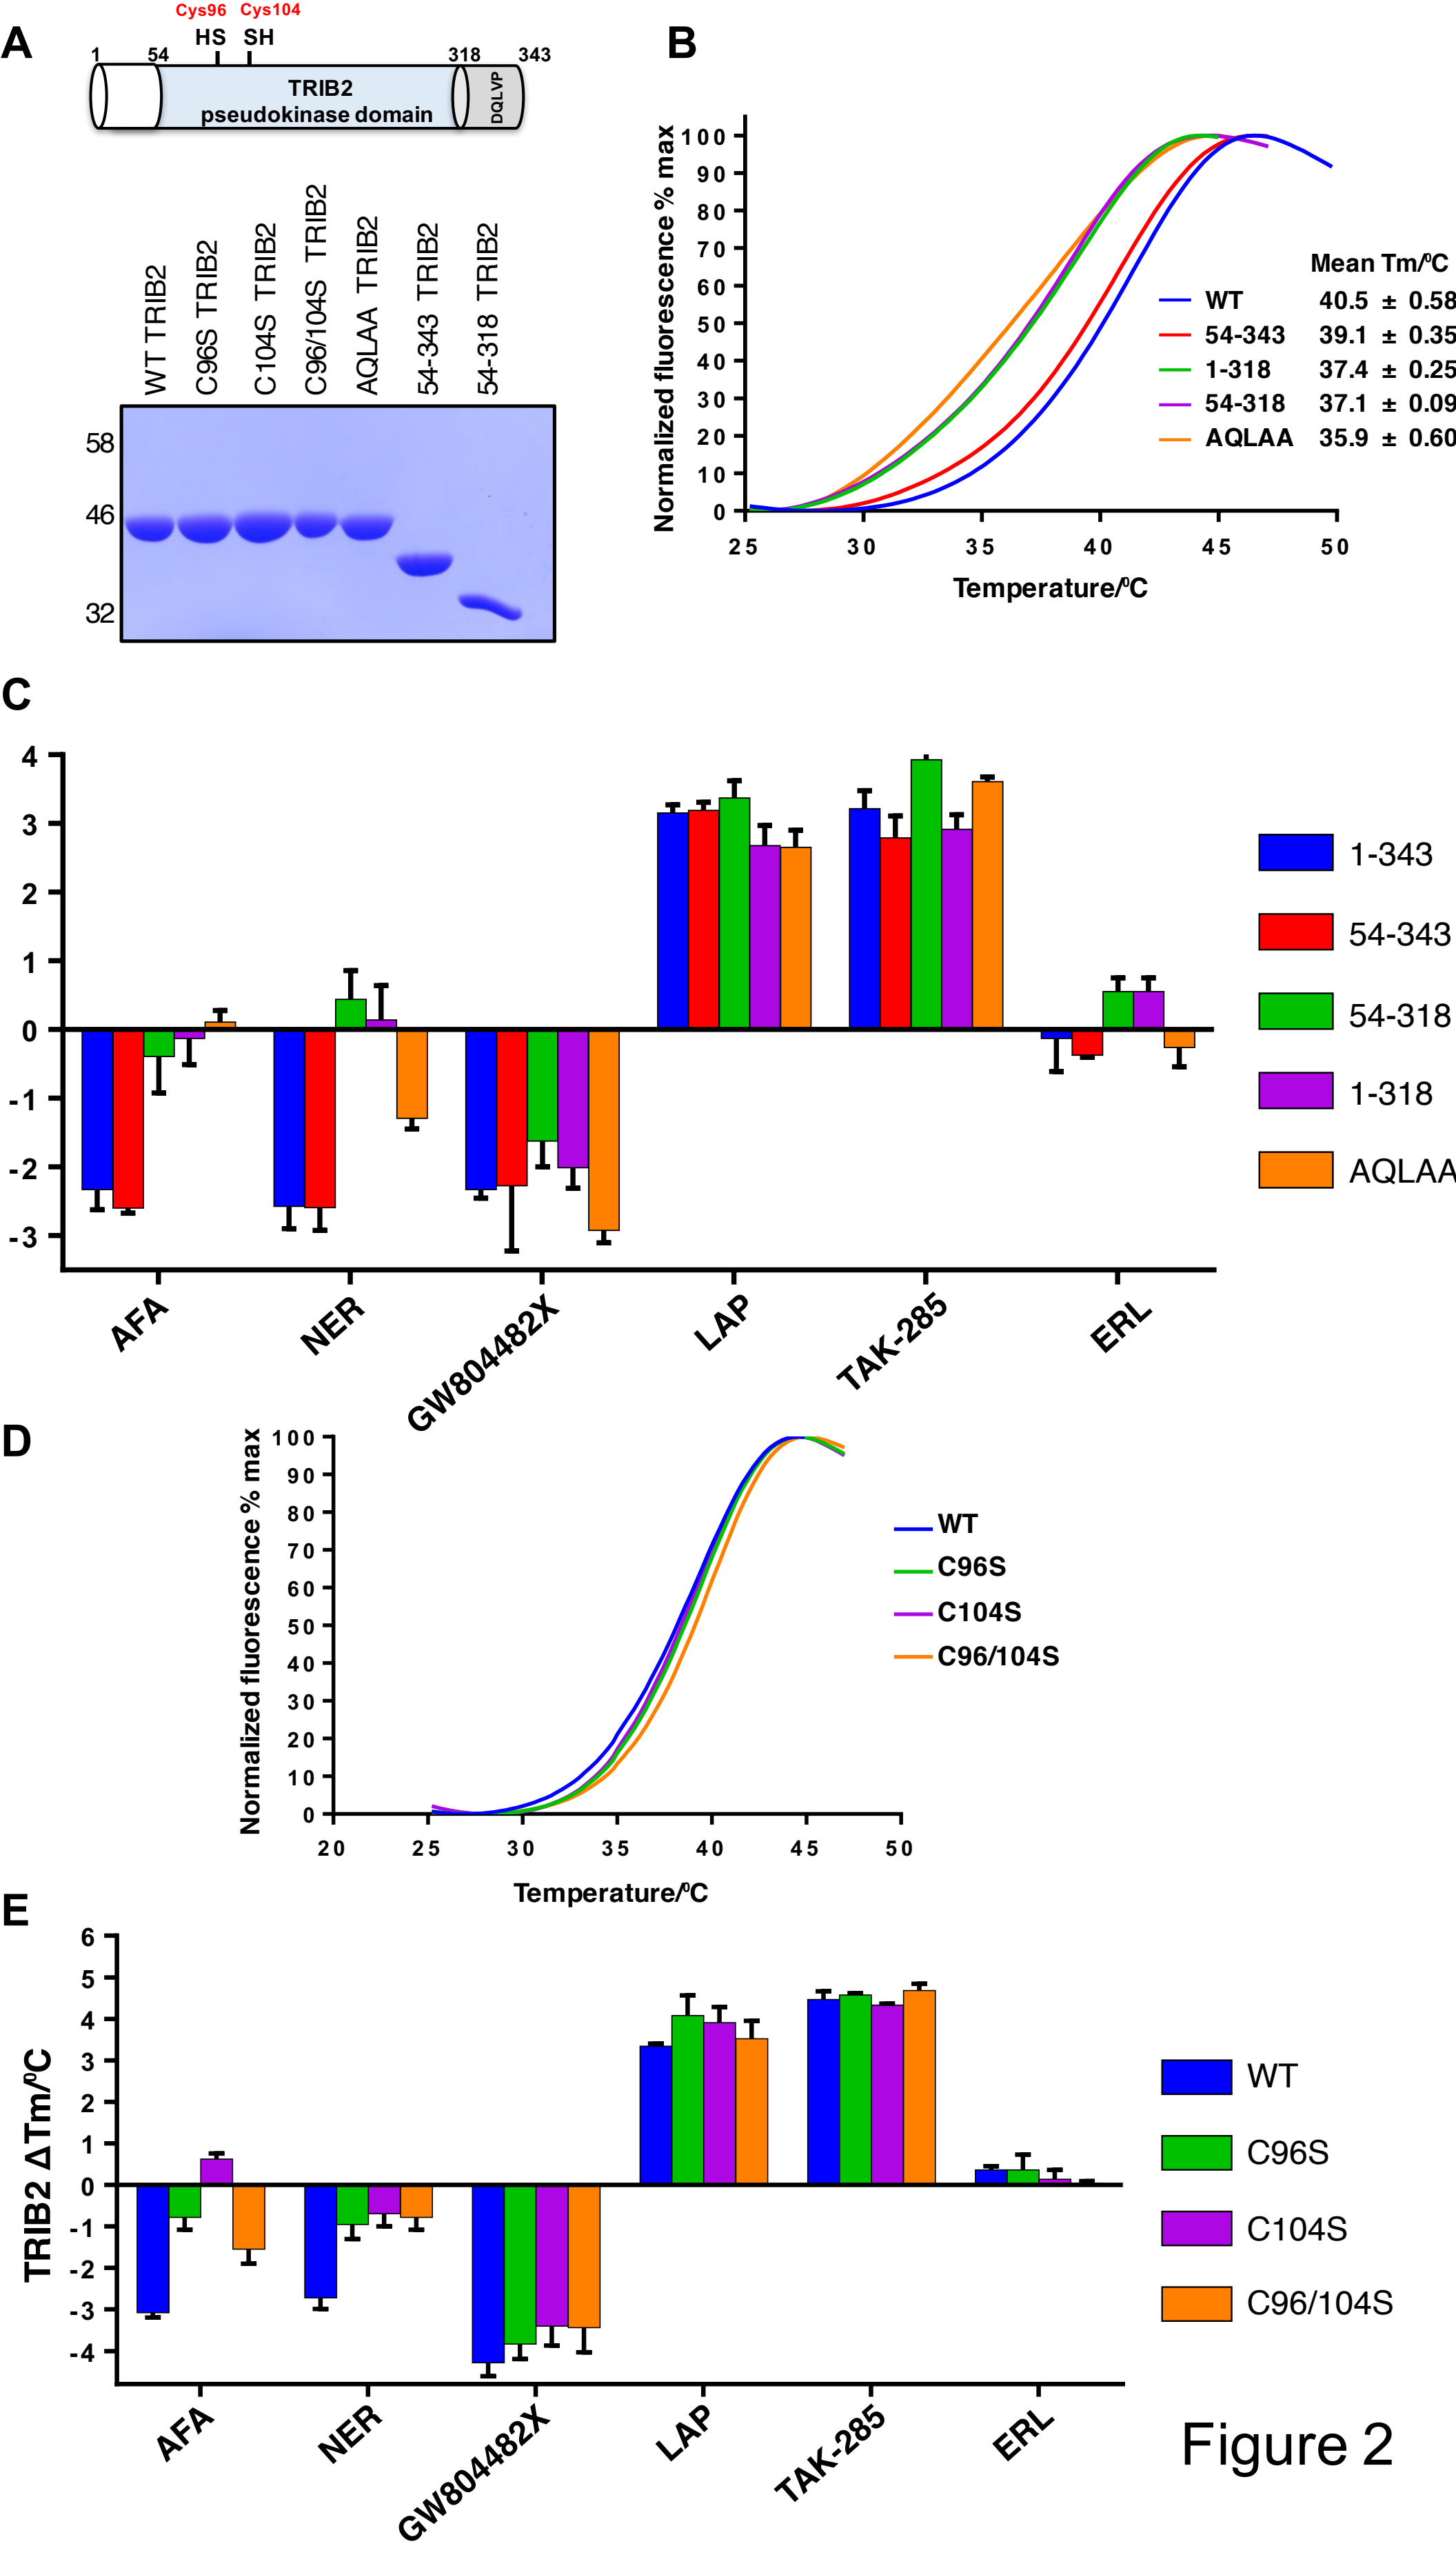 A
Cys96 Cys104
HS SH
1 54 318 343
TRIB2
pseudokinase domain
DQLVP
WT TRIB2
C96S TRIB2
C104S TRIB2
C96/104S TRIB2
AQLAA TRIB2
54-343 TRIB2
54-318 TRIB2
58
46
32
B
Normalized fluorescence % max
100
90
80
70
60
50
40
30
20
10
0
25 30 35 40 45 50
Temperature/⁰C
Mean Tm/⁰C
WT 40.5 ± 0.58
54-343 39.1 ± 0.35
1-318 37.4 ± 0.25
54-318 37.1 ± 0.09
AQLAA 35.9 ± 0.60
C
4
3
2
1
0
-1
-2
-3
AFA NER GW804482X LAP TAK-285 ERL
1-343
54-343
54-318
1-318
AQLAA
D
Normalized fluorescence % max
100
90
80
70
60
50
40
30
20
10
0
20 25 30 35 40 45 50
Temperature/⁰C
WT
C96S
C104S
C96/104S
E
TRIB2 ΔTm/⁰C
6
5
4
3
2
1
0
-1
-2
-3
-4
AFA NER GW804482X LAP TAK-285 ERL
WT
C96S
C104S
C96/104S
Figure 2